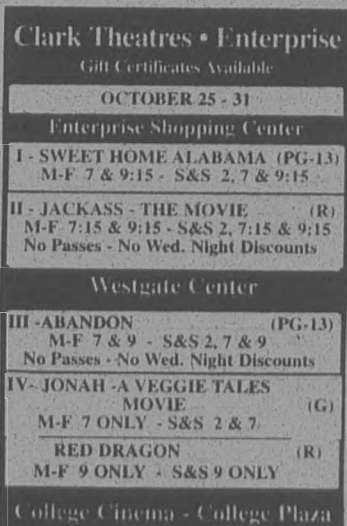 Clark Theatres • Enterprise
Gift Certificates Available
OCTOBER 25 - 31
Enterprise Shopping Center
I - SWEET HOME ALABAMA (PG-13)
M-F 7 & 9:15 - S&S 2, 7 & 9:15
II - JACKASS - THE MOVIE (R)
M-F 7:15 & 9:15 - S&S 2, 7:15 & 9:15
No Passes - No Wed. Night Discounts
Westgate Center
III -ABANDON (PG-13)
M-F 7 & 9 - S&S 2, 7 & 9
No Passes - No Wed. Night Discounts
IV- JONAH -A VEGGIE TALES
MOVIE (G)
M-F 7 ONLY - S&S 2 & 7
RED DRAGON (R)
M-F 9 ONLY - S&S 9 ONLY
College Cinema - College Plaza